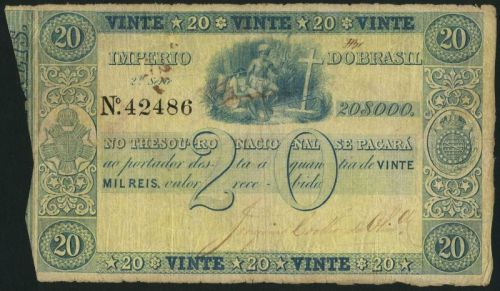 VINTE ★ 20 ★ VINTE ★ 20 ★ VINTE
20 20
IMPERIO DO BRASIL
Nº 42486 20$000.
NO THESOURO NACIONAL SE PAGARÁ
ao portador desta a quantia de VINTE
MIL REIS, valor recebido
20
20 20
★ 20 ★ VINTE ★ 20 ★ VINTE ★ 20 ★